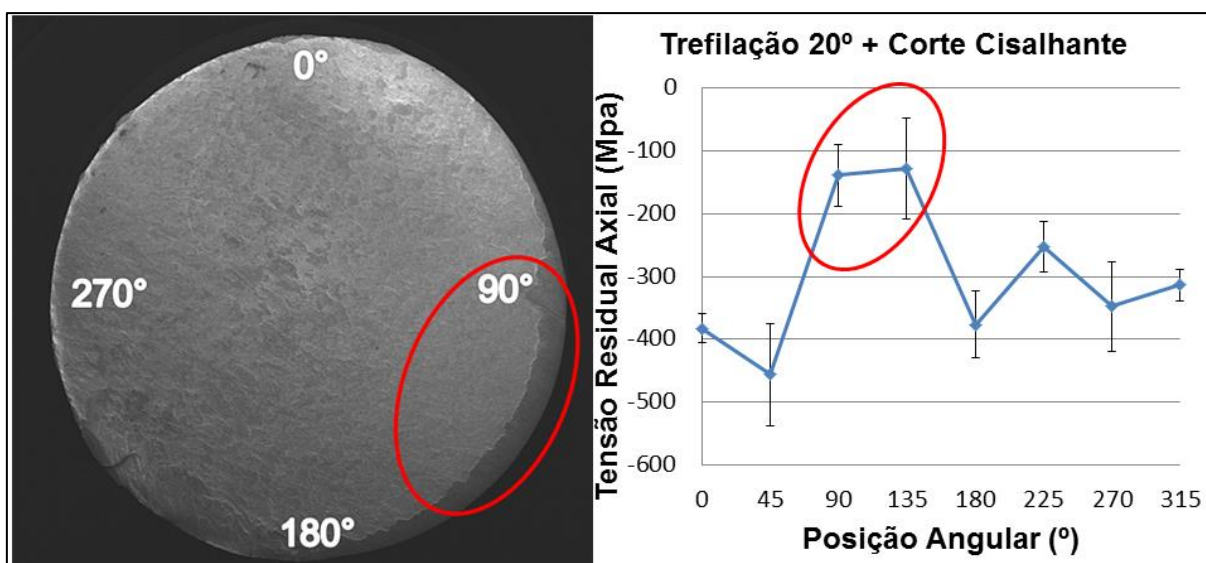 0°
90°
180°
270°
Trefilação 20º + Corte Cisalhante
Tensão Residual Axial (Mpa)
0
-100
-200
-300
-400
-500
-600
0 45 90 135 180 225 270 315
Posição Angular (º)